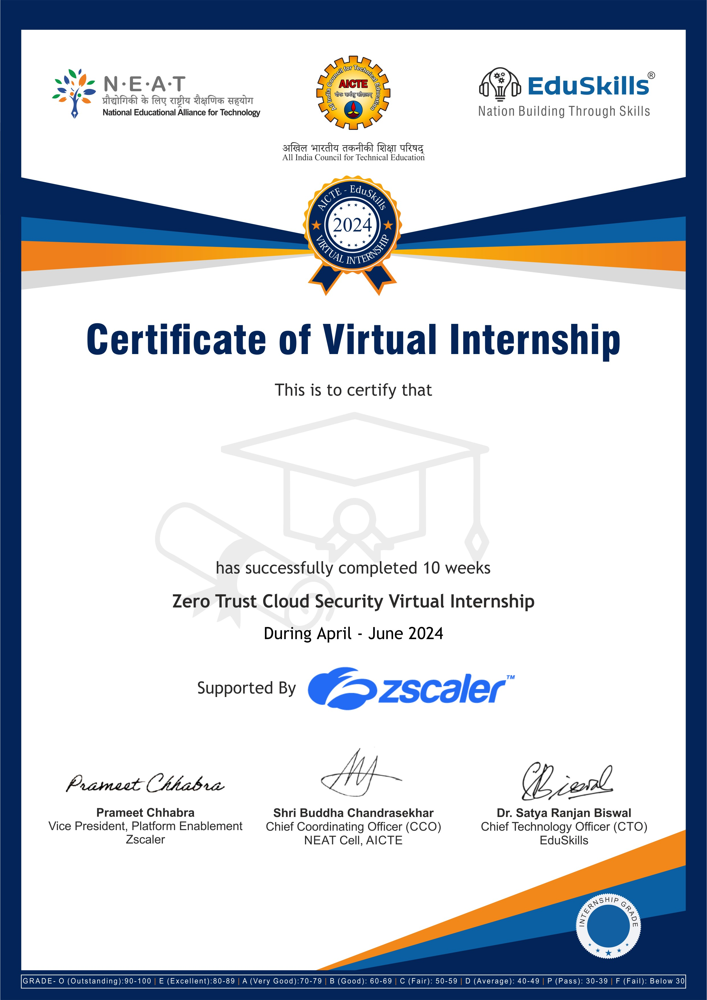 N·E·A·T
प्रौद्योगिकी के लिए राष्ट्रीय शैक्षणिक सहयोग
National Educational Alliance for Technology
All India Council for Technical Education
AICTE
योगः कर्मसु कौशलम्
EduSkills®
Nation Building Through Skills
अखिल भारतीय तकनीकी शिक्षा परिषद्
All India Council for Technical Education
AICTE - EduSkills
2024
VIRTUAL INTERNSHIP
Certificate of Virtual Internship
This is to certify that
has successfully completed 10 weeks
Zero Trust Cloud Security Virtual Internship
During April - June 2024
Supported By zscaler™
Prameet Chhabra
Biswal
Prameet Chhabra
Vice President, Platform Enablement
Zscaler
Shri Buddha Chandrasekhar
Chief Coordinating Officer (CCO)
NEAT Cell, AICTE
Dr. Satya Ranjan Biswal
Chief Technology Officer (CTO)
EduSkills
INTERNSHIP GRADE
GRADE- O (Outstanding):90-100 | E (Excellent):80-89 | A (Very Good):70-79 | B (Good): 60-69 | C (Fair): 50-59 | D (Average): 40-49 | P (Pass): 30-39 | F (Fail): Below 30